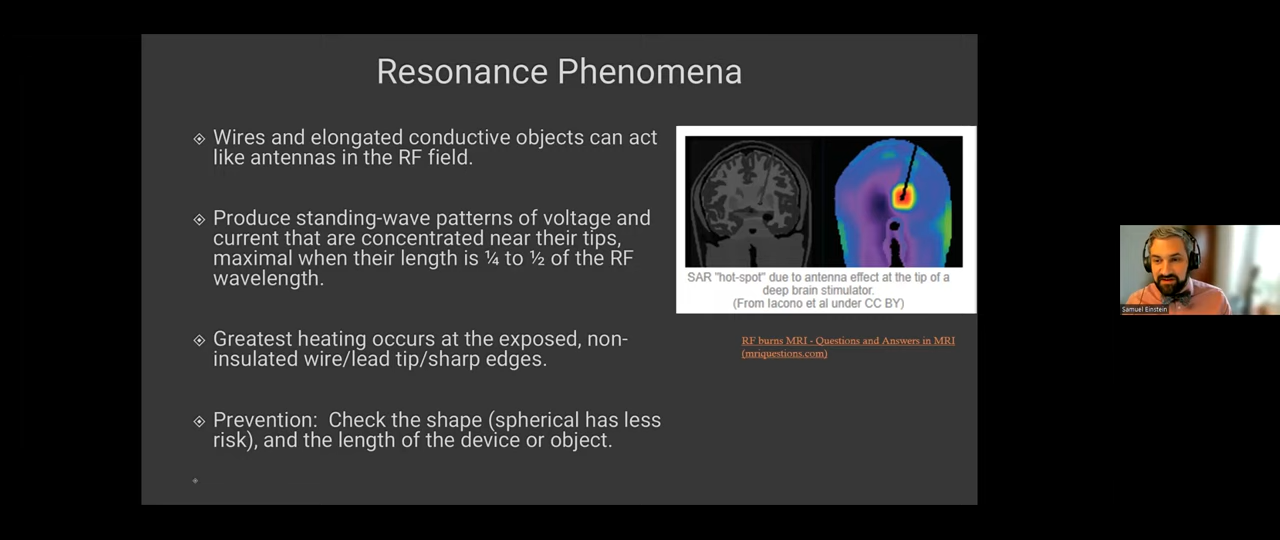 Resonance Phenomena
Wires and elongated conductive objects can act
like antennas in the RF field.
Produce standing-wave patterns of voltage and
current that are concentrated near their tips,
maximal when their length is ¼ to ½ of the RF
wavelength.
Greatest heating occurs at the exposed, non-
insulated wire/lead tip/sharp edges.
Prevention:  Check the shape (spherical has less
risk), and the length of the device or object.
SAR "hot-spot" due to antenna effect at the tip of a
deep brain stimulator.
(From Iacono et al under CC BY)
RF burns MRI - Questions and Answers in MRI
(mriquestions.com)
Samuel Einstein